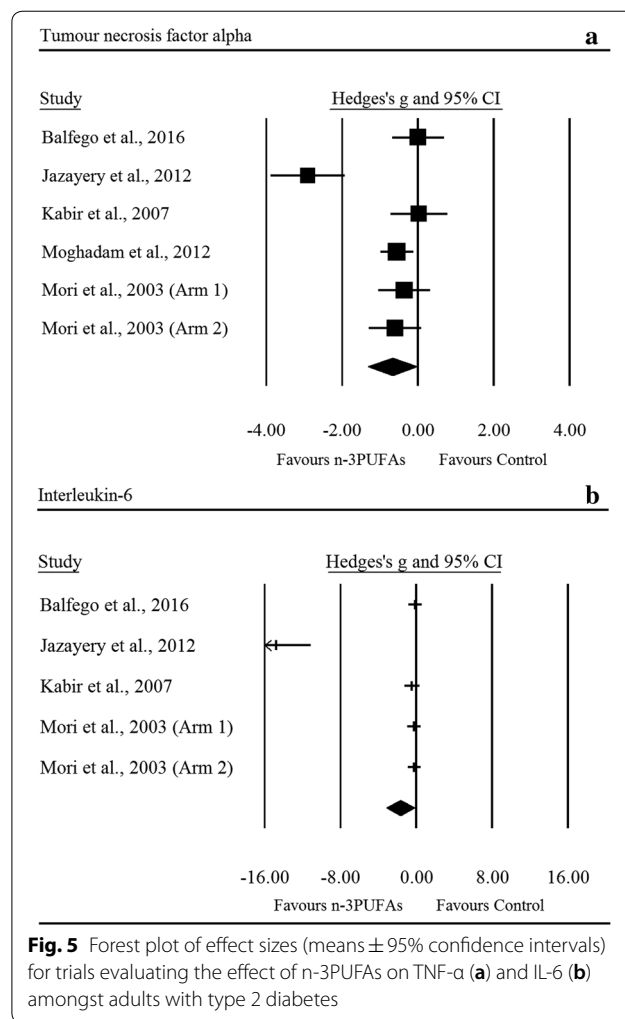 Tumour necrosis factor alpha a
Study Hedges's g and 95% CI
Balfego et al., 2016
Jazayery et al., 2012
Kabir et al., 2007
Moghadam et al., 2012
Mori et al., 2003 (Arm 1)
Mori et al., 2003 (Arm 2)
-4.00 -2.00 0.00 2.00 4.00
Favours n-3PUFAs Favours Control
Interleukin-6 b
Study Hedges's g and 95% CI
Balfego et al., 2016
Jazayery et al., 2012
Kabir et al., 2007
Mori et al., 2003 (Arm 1)
Mori et al., 2003 (Arm 2)
-16.00 -8.00 0.00 8.00 16.00
Favours n-3PUFAs Favours Control
Fig. 5 Forest plot of effect sizes (means ± 95% confidence intervals)
for trials evaluating the effect of n-3PUFAs on TNF-α (a) and IL-6 (b)
amongst adults with type 2 diabetes